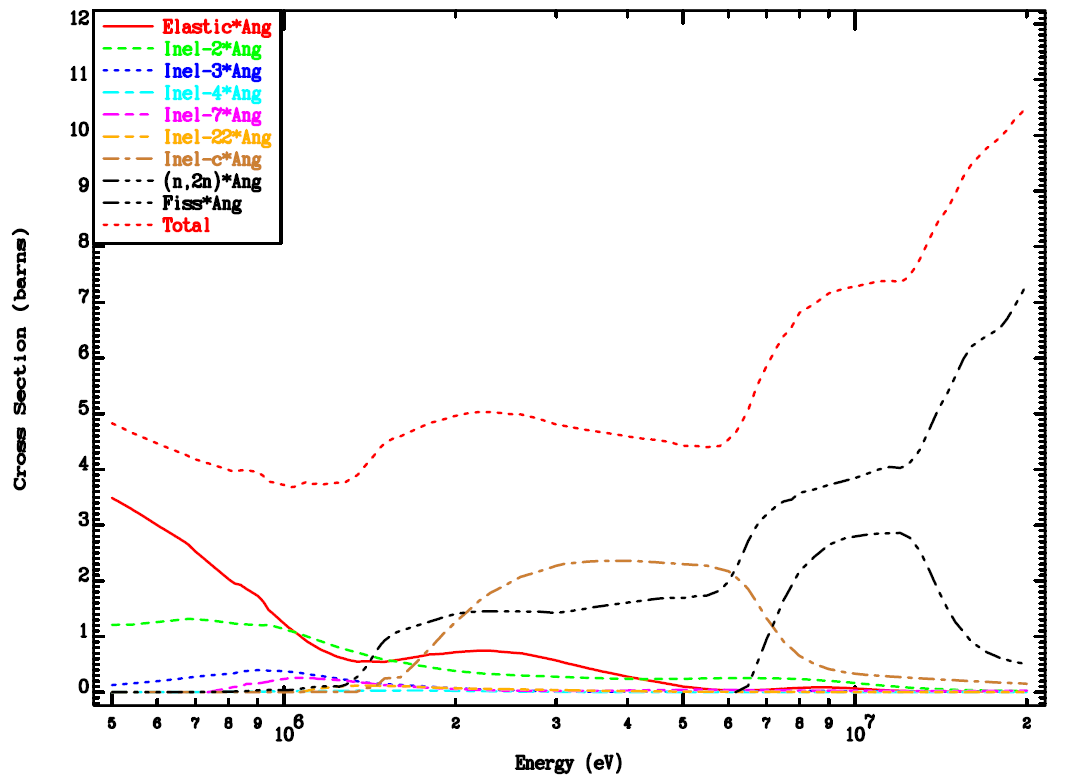 12
11
10
9
8
7
6
5
4
3
2
1
0
Cross Section (barns)
Elastic*Ang
Inel-2*Ang
Inel-3*Ang
Inel-4*Ang
Inel-7*Ang
Inel-22*Ang
Inel-c*Ang
(n,2n)*Ang
Fiss*Ang
Total
5 6 7 8 9 10^6 2 3 4 5 6 7 8 9 10^7 2
Energy (eV)